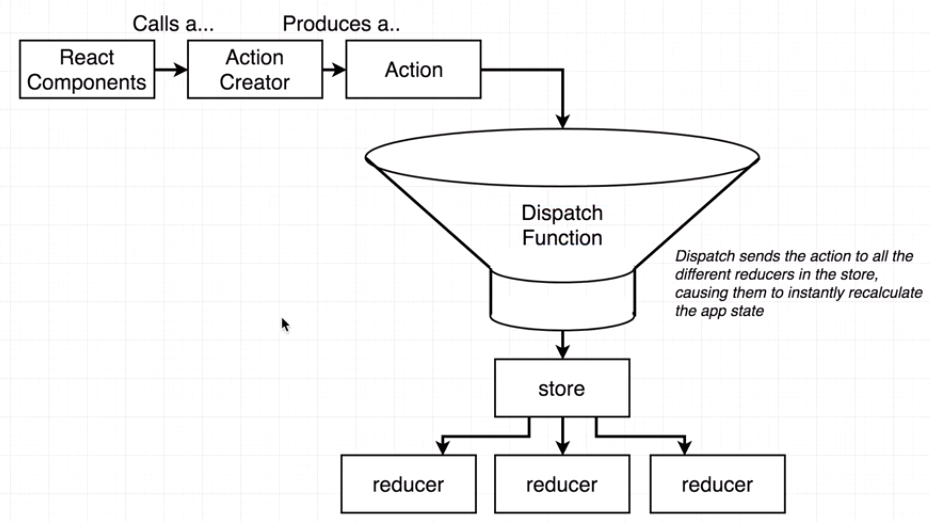 Calls a...
Produces a..
React
Components
Action
Creator
Action
Dispatch
Function
Dispatch sends the action to all the
different reducers in the store,
causing them to instantly recalculate
the app state
store
reducer
reducer
reducer